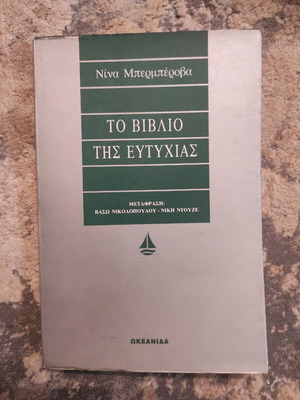 Νίνα Μπερμπέροβα
ΤΟ ΒΙΒΛΙΟ
ΤΗΣ ΕΥΤΥΧΙΑΣ
ΜΕΤΑΦΡΑΣΗ:
ΒΑΣΩ ΝΙΚΟΛΟΠΟΥΛΟΥ - ΝΙΚΗ ΝΤΟΥΖΕ
ΩΚΕΑΝΙΔΑ